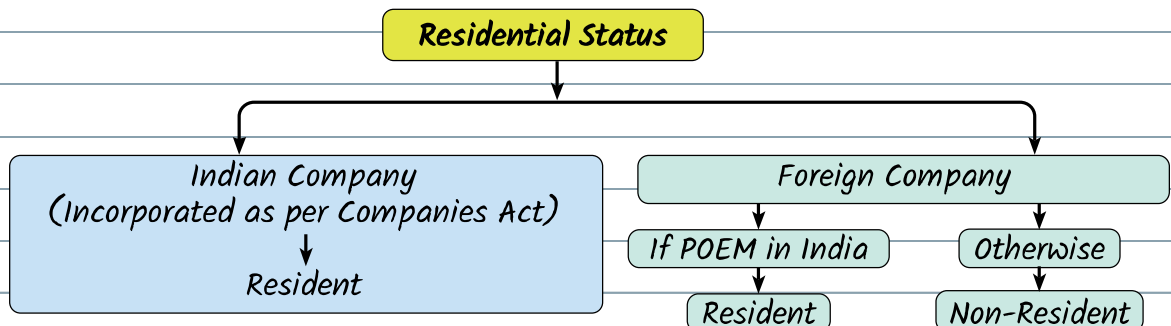 Residential Status
Indian Company
(Incorporated as per Companies Act)
Resident
Foreign Company
If POEM in India
Otherwise
Resident
Non-Resident